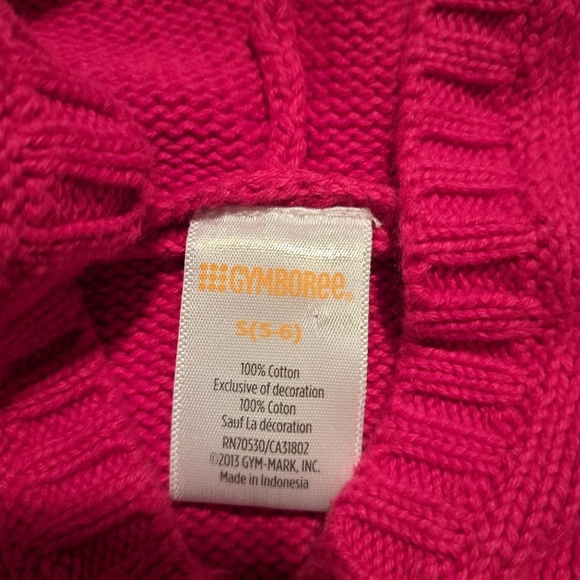 GYMBOREE
S(5-6)
100% Cotton
Exclusive of decoration
100% Coton
Sauf La décoration
RN70530/CA31802
©2013 GYM-MARK, INC.
Made in Indonesia